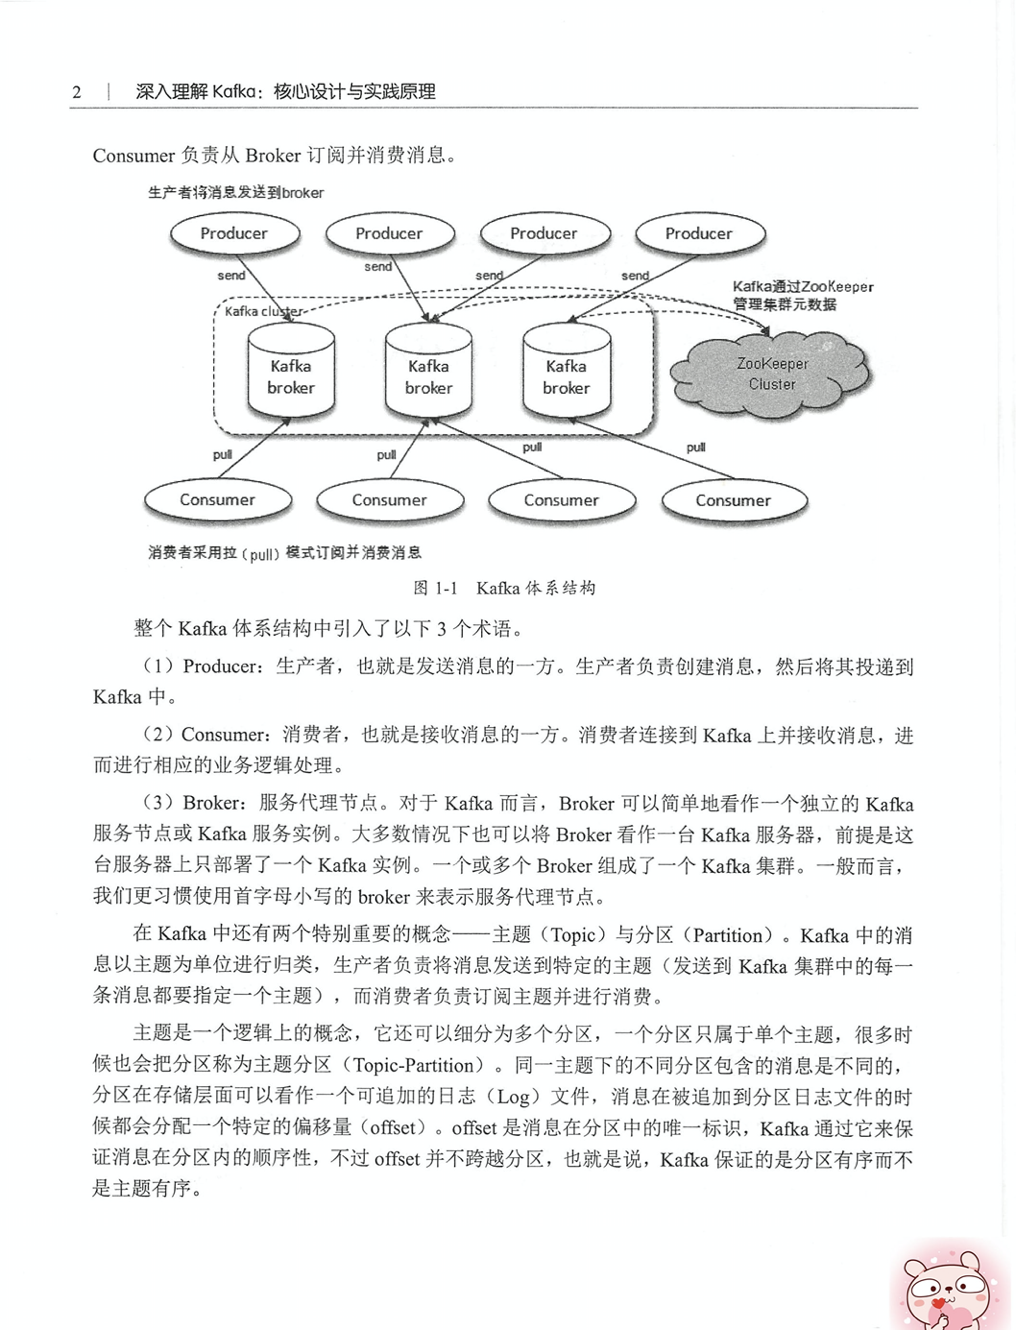 2 深入理解 Kafka：核心设计与实践原理
Consumer 负责从 Broker 订阅并消费消息。
生产者将消息发送到broker
Producer Producer Producer Producer
send send send send
Kafka通过ZooKeeper
管理集群元数据
Kafka cluster
Kafka
broker
Kafka
broker
Kafka
broker
ZooKeeper
Cluster
pull pull pull pull
Consumer Consumer Consumer Consumer
消费者采用拉（pull）模式订阅并消费消息
图 1-1 Kafka 体系结构
整个 Kafka 体系结构中引入了以下 3 个术语。
（1）Producer：生产者，也就是发送消息的一方。生产者负责创建消息，然后将其投递到
Kafka 中。
（2）Consumer：消费者，也就是接收消息的一方。消费者连接到 Kafka 上并接收消息，进
而进行相应的业务逻辑处理。
（3）Broker：服务代理节点。对于 Kafka 而言，Broker 可以简单地看作一个独立的 Kafka
服务节点或 Kafka 服务实例。大多数情况下也可以将 Broker 看作一台 Kafka 服务器，前提是这
台服务器上只部署了一个 Kafka 实例。一个或多个 Broker 组成了一个 Kafka 集群。一般而言，
我们更习惯使用首字母小写的 broker 来表示服务代理节点。
在 Kafka 中还有两个特别重要的概念——主题（Topic）与分区（Partition）。Kafka 中的消
息以主题为单位进行归类，生产者负责将消息发送到特定的主题（发送到 Kafka 集群中的每一
条消息都要指定一个主题），而消费者负责订阅主题并进行消费。
主题是一个逻辑上的概念，它还可以细分为多个分区，一个分区只属于单个主题，很多时
候也会把分区称为主题分区（Topic-Partition）。同一主题下的不同分区包含的消息是不同的，
分区在存储层面可以看作一个可追加的日志（Log）文件，消息在被追加到分区日志文件的时
候都会分配一个特定的偏移量（offset）。offset 是消息在分区中的唯一标识，Kafka 通过它来保
证消息在分区内的顺序性，不过 offset 并不跨越分区，也就是说，Kafka 保证的是分区有序而不
是主题有序。